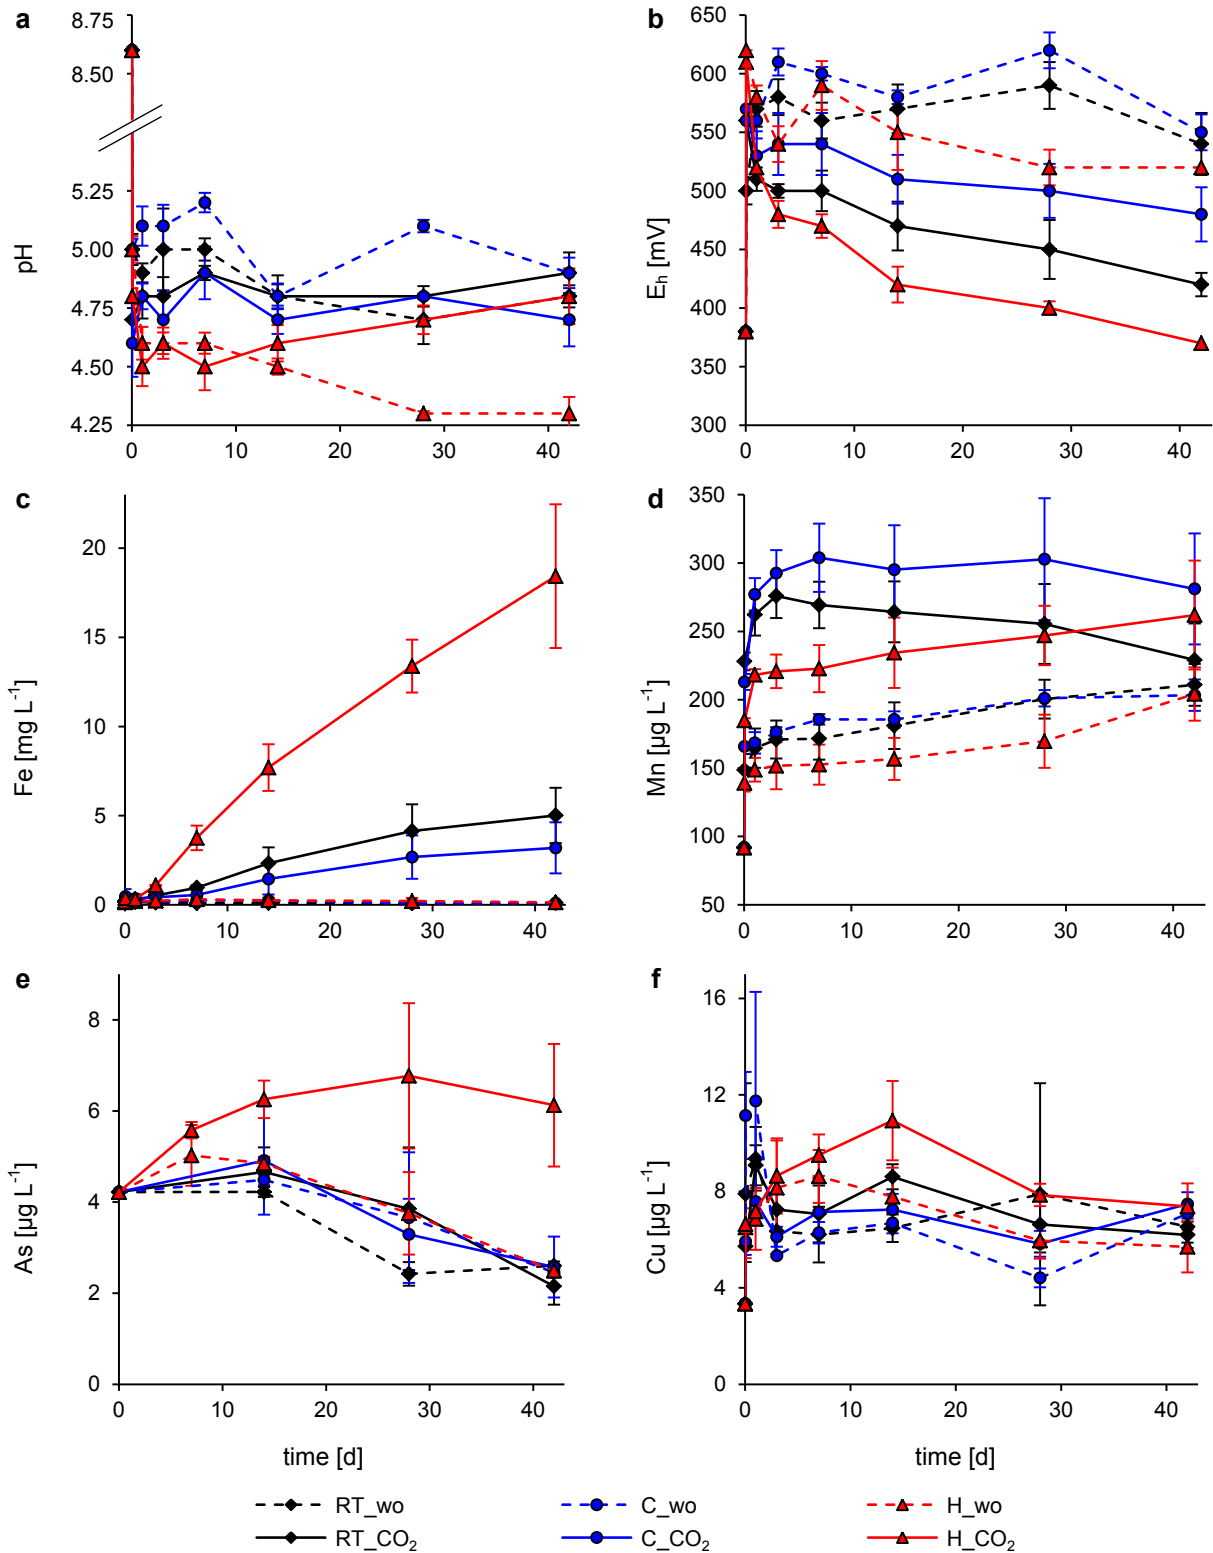 a
8.75
8.50
5.25
5.00
4.75
4.50
4.25
pH
0 10 20 30 40
b
650
600
550
500
450
400
350
300
E_h [mV]
0 10 20 30 40
c
20
15
10
5
0
Fe [mg L⁻¹]
0 10 20 30 40
d
350
300
250
200
150
100
50
Mn [µg L⁻¹]
0 10 20 30 40
e
8
6
4
2
0
As [µg L⁻¹]
0 10 20 30 40
time [d]
f
16
12
8
4
0
Cu [µg L⁻¹]
0 10 20 30 40
time [d]
RT_wo C_wo H_wo
RT_CO₂ C_CO₂ H_CO₂